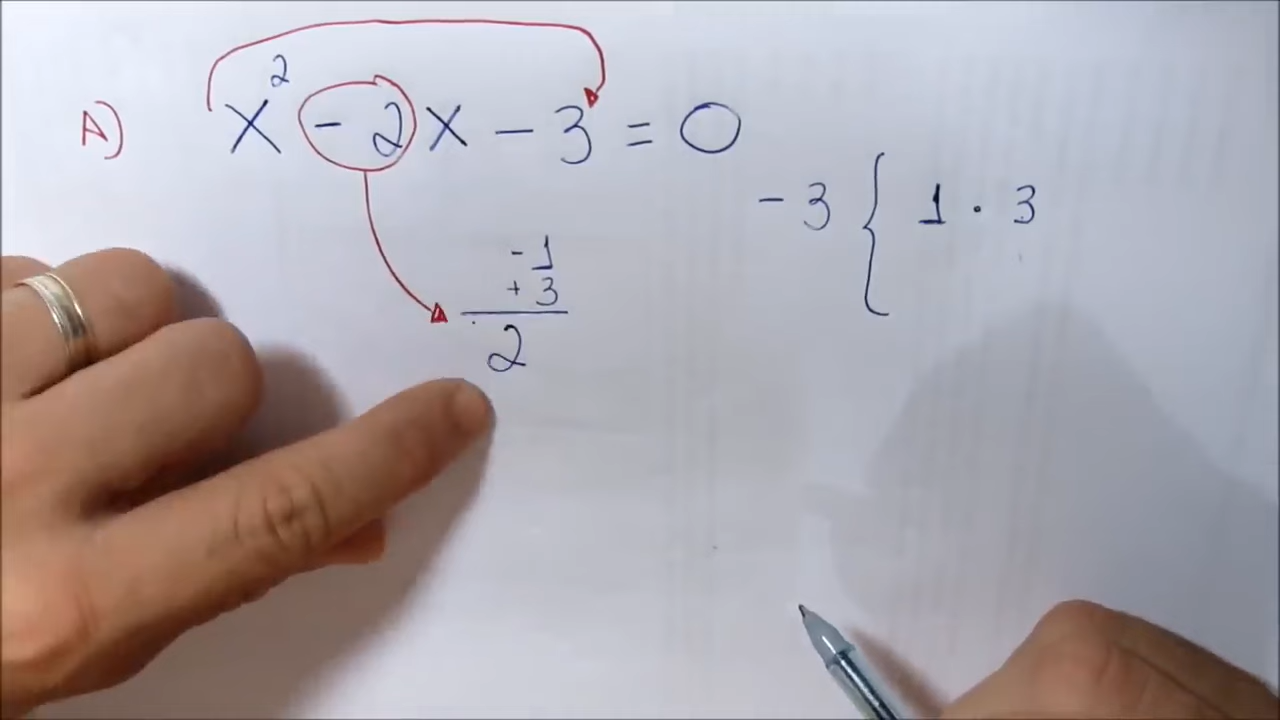 A) x² - 2x - 3 = 0
- 3 { 1 · 3
- 1
+ 3
2